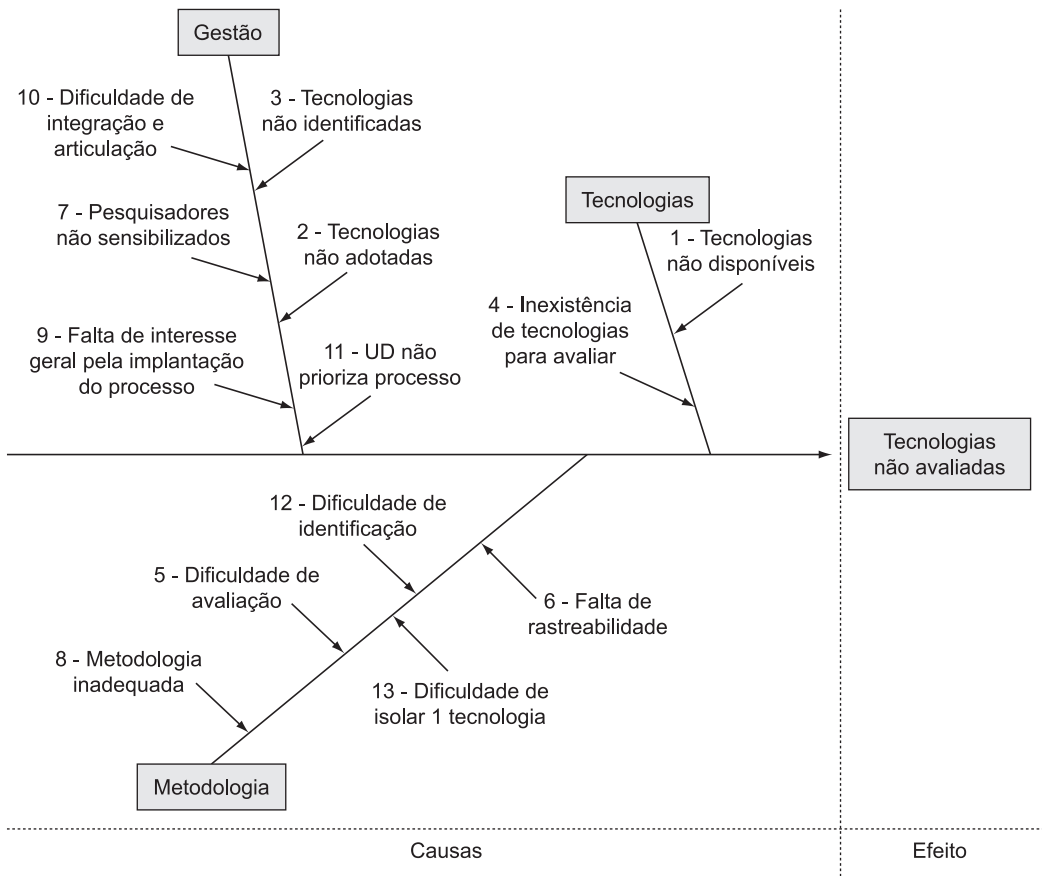 Gestão
10 - Dificuldade de
integração e
articulação
3 - Tecnologias
não identificadas
7 - Pesquisadores
não sensibilizados
2 - Tecnologias
não adotadas
9 - Falta de interesse
geral pela implantação
do processo
11 - UD não
prioriza processo
Tecnologias
1 - Tecnologias
não disponíveis
4 - Inexistência
de tecnologias
para avaliar
Tecnologias
não avaliadas
12 - Dificuldade de
identificação
5 - Dificuldade de
avaliação
6 - Falta de
rastreabilidade
8 - Metodologia
inadequada
13 - Dificuldade de
isolar 1 tecnologia
Metodologia
Causas
Efeito